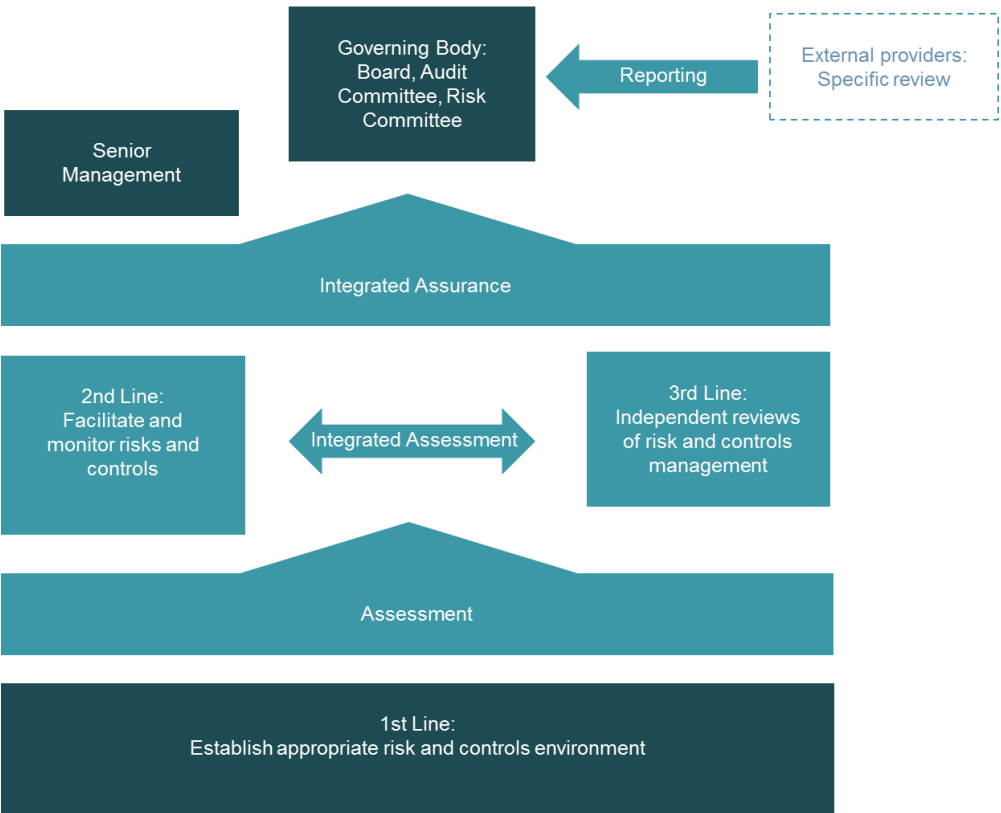 Governing Body:
Board, Audit
Committee, Risk
Committee
Reporting
External providers:
Specific review
Senior
Management
Integrated Assurance
2nd Line:
Facilitate and
monitor risks and
controls
Integrated Assessment
3rd Line:
Independent reviews
of risk and controls
management
Assessment
1st Line:
Establish appropriate risk and controls environment